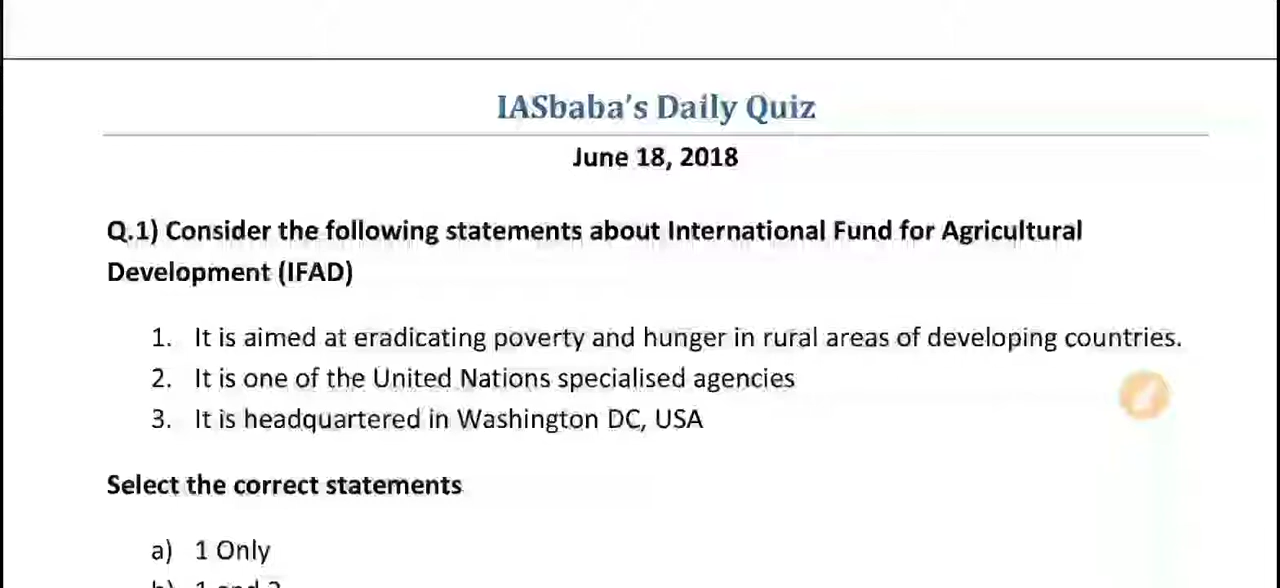 IASbaba's Daily Quiz
June 18, 2018
Q.1) Consider the following statements about International Fund for Agricultural
Development (IFAD)
1. It is aimed at eradicating poverty and hunger in rural areas of developing countries.
2. It is one of the United Nations specialised agencies
3. It is headquartered in Washington DC, USA
Select the correct statements
a) 1 Only